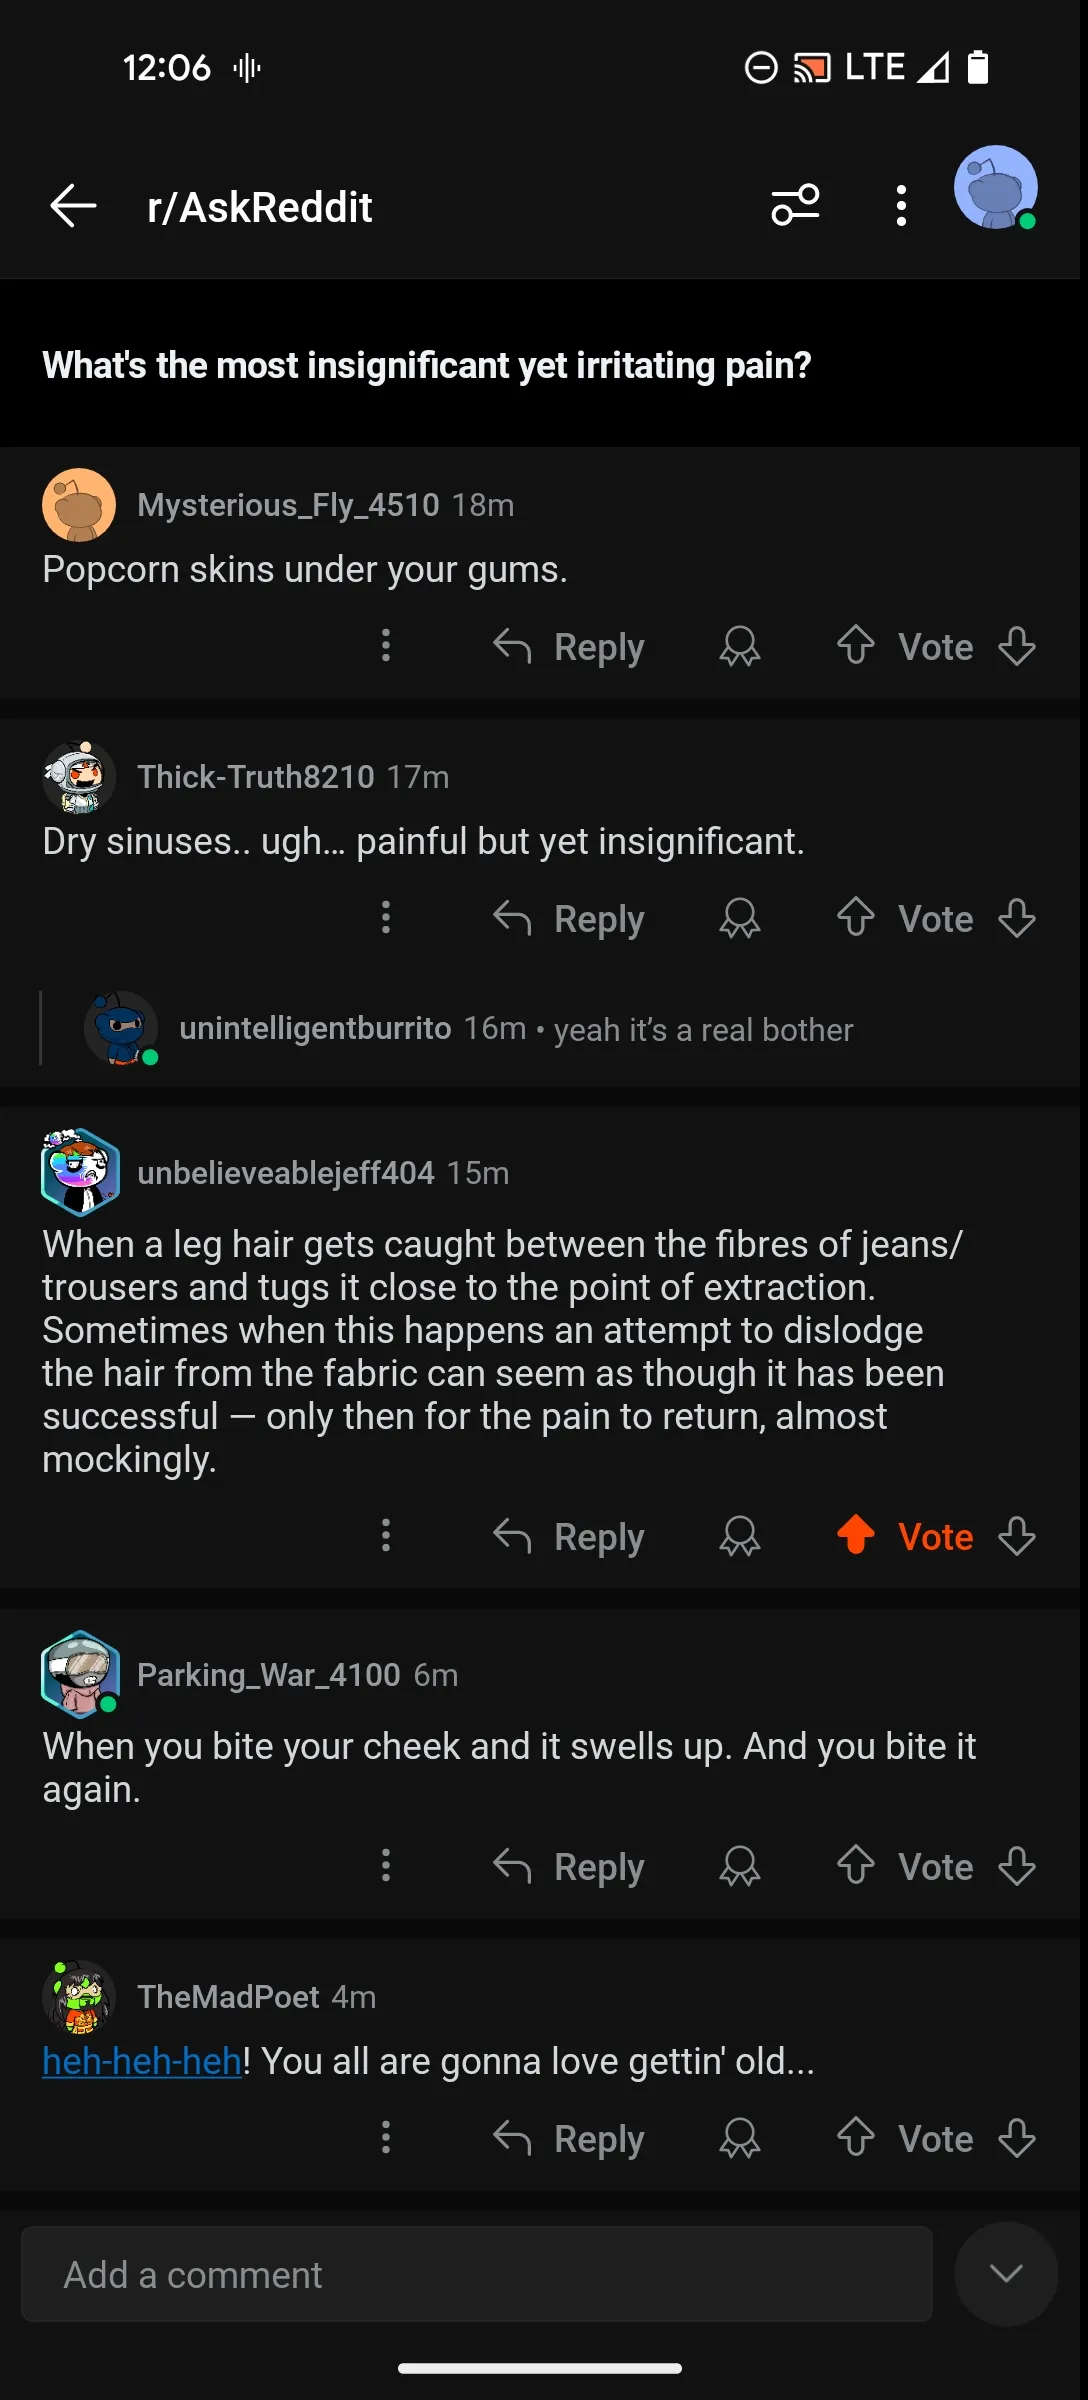 12:06 LTE
r/AskReddit
What's the most insignificant yet irritating pain?
Mysterious_Fly_4510 18m
Popcorn skins under your gums.
Reply Vote
Thick-Truth8210 17m
Dry sinuses.. ugh... painful but yet insignificant.
Reply Vote
unintelligentburrito 16m • yeah it’s a real bother
unbelieveablejeff404 15m
When a leg hair gets caught between the fibres of jeans/
trousers and tugs it close to the point of extraction.
Sometimes when this happens an attempt to dislodge
the hair from the fabric can seem as though it has been
successful — only then for the pain to return, almost
mockingly.
Reply Vote
Parking_War_4100 6m
When you bite your cheek and it swells up. And you bite it
again.
Reply Vote
TheMadPoet 4m
heh-heh-heh! You all are gonna love gettin' old...
Reply Vote
Add a comment